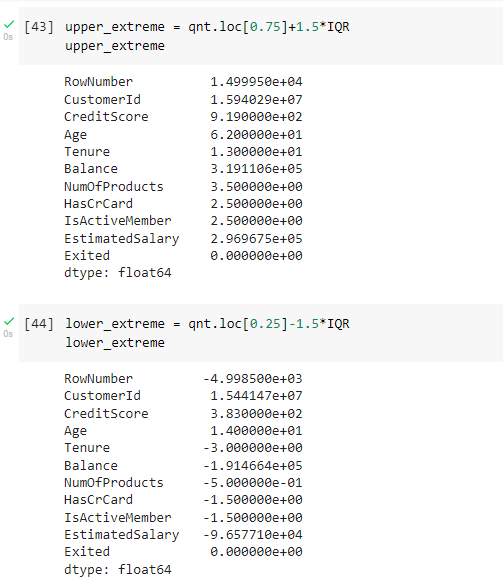 [43] upper_extreme = qnt.loc[0.75]+1.5*IQR
0s
upper_extreme
RowNumber 1.499950e+04
CustomerId 1.594029e+07
CreditScore 9.190000e+02
Age 6.200000e+01
Tenure 1.300000e+01
Balance 3.191106e+05
NumOfProducts 3.500000e+00
HasCrCard 2.500000e+00
IsActiveMember 2.500000e+00
EstimatedSalary 2.969675e+05
Exited 0.000000e+00
dtype: float64
[44] lower_extreme = qnt.loc[0.25]-1.5*IQR
0s
lower_extreme
RowNumber -4.998500e+03
CustomerId 1.544147e+07
CreditScore 3.830000e+02
Age 1.400000e+01
Tenure -3.000000e+00
Balance -1.914664e+05
NumOfProducts -5.000000e-01
HasCrCard -1.500000e+00
IsActiveMember -1.500000e+00
EstimatedSalary -9.657710e+04
Exited 0.000000e+00
dtype: float64